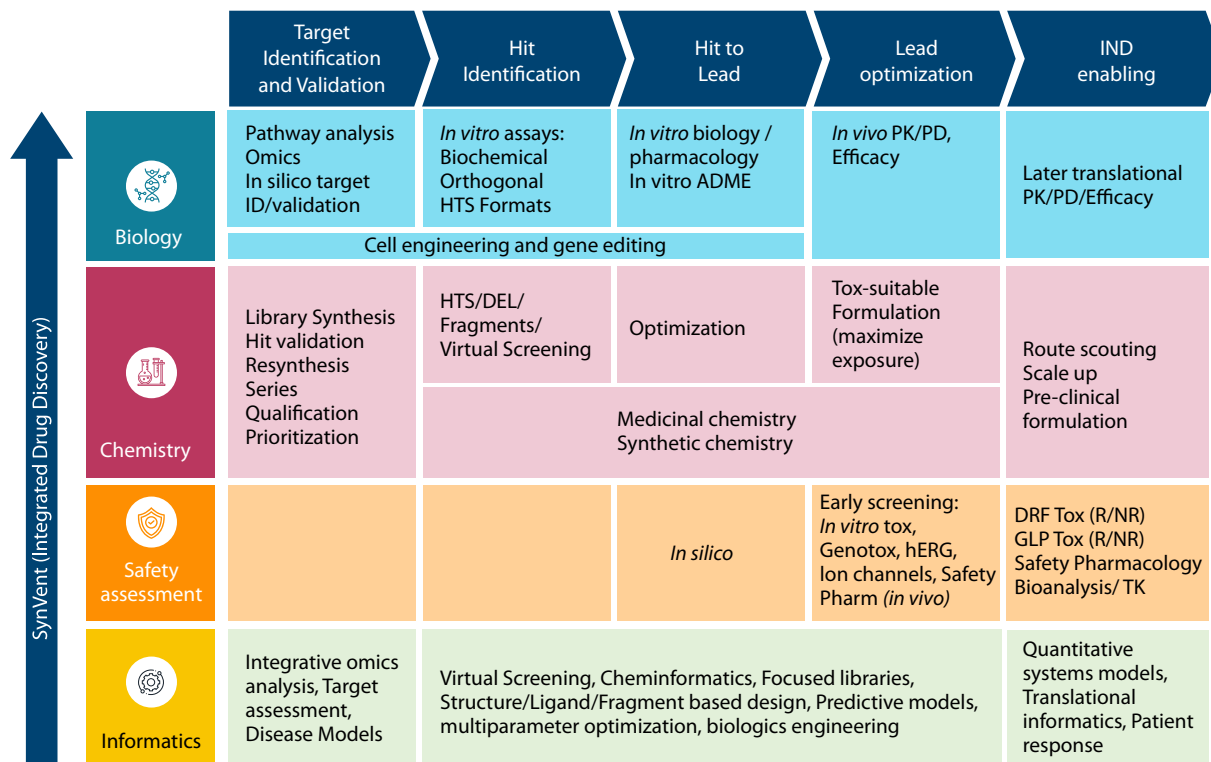 Target
Identification
and Validation
Hit
Identification
Hit to
Lead
Lead
optimization
IND
enabling
SynVent (Integrated Drug Discovery)
Biology
Pathway analysis
Omics
In silico target
ID/validation
In vitro assays:
Biochemical
Orthogonal
HTS Formats
In vitro biology /
pharmacology
In vitro ADME
In vivo PK/PD,
Efficacy
Later translational
PK/PD/Efficacy
Cell engineering and gene editing
Chemistry
Library Synthesis
Hit validation
Resynthesis
Series
Qualification
Prioritization
HTS/DEL/
Fragments/
Virtual Screening
Optimization
Tox-suitable
Formulation
(maximize
exposure)
Route scouting
Scale up
Pre-clinical
formulation
Medicinal chemistry
Synthetic chemistry
Safety
assessment
In silico
Early screening:
In vitro tox,
Genotox, hERG,
Ion channels, Safety
Pharm (in vivo)
DRF Tox (R/NR)
GLP Tox (R/NR)
Safety Pharmacology
Bioanalysis/ TK
Informatics
Integrative omics
analysis, Target
assessment,
Disease Models
Virtual Screening, Cheminformatics, Focused libraries,
Structure/Ligand/Fragment based design, Predictive models,
multiparameter optimization, biologics engineering
Quantitative
systems models,
Translational
informatics, Patient
response